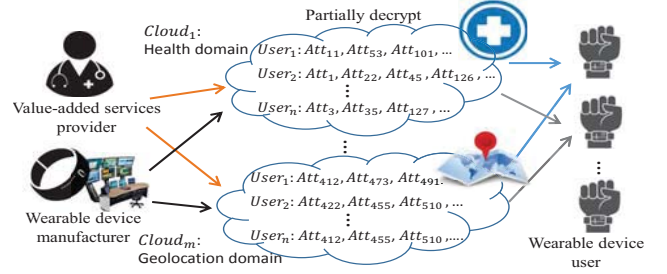 Partially decrypt
Cloud₁:
Health domain
User₁: Att₁₁, Att₅₃, Att₁₀₁, ...
User₂: Att₁, Att₂₂, Att₄₅, Att₁₂₆, ...
⋮
Userₙ: Att₃, Att₃₅, Att₁₂₇, ...
Value-added services
provider
⋮
User₁: Att₄₁₂, Att₄₇₃, Att₄₉₁.
User₂: Att₄₂₂, Att₄₅₅, Att₅₁₀, ...
⋮
Userₙ: Att₄₁₂, Att₄₅₅, Att₅₁₀, ....
Wearable device
manufacturer
Cloudₘ:
Geolocation domain
⋮
Wearable device
user